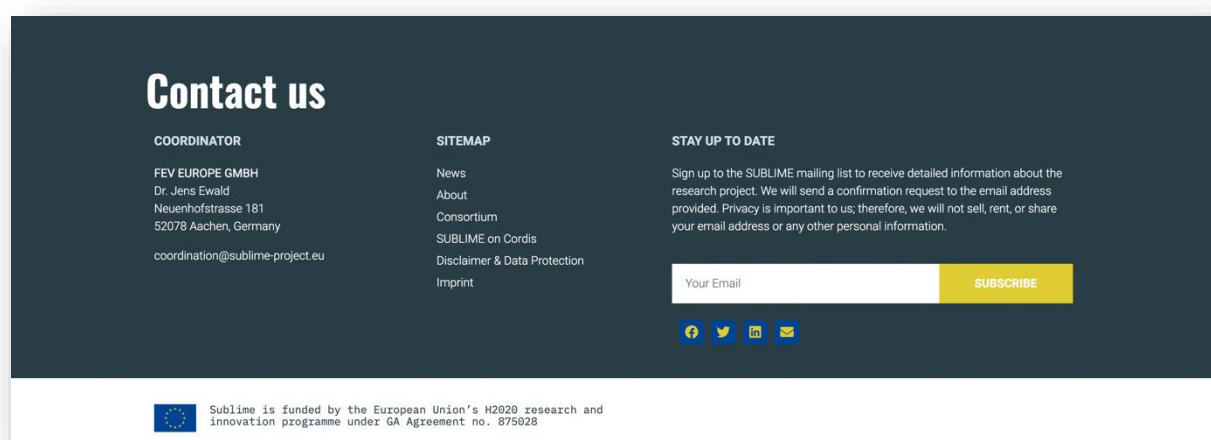 Contact us
COORDINATOR
FEV EUROPE GMBH
Dr. Jens Ewald
Neuenhofstrasse 181
52078 Aachen, Germany
coordination@sublime-project.eu
SITEMAP
News
About
Consortium
SUBLIME on Cordis
Disclaimer & Data Protection
Imprint
STAY UP TO DATE
Sign up to the SUBLIME mailing list to receive detailed information about the
research project. We will send a confirmation request to the email address
provided. Privacy is important to us; therefore, we will not sell, rent, or share
your email address or any other personal information.
Your Email
SUBSCRIBE
Sublime is funded by the European Union’s H2020 research and
innovation programme under GA Agreement no. 875028